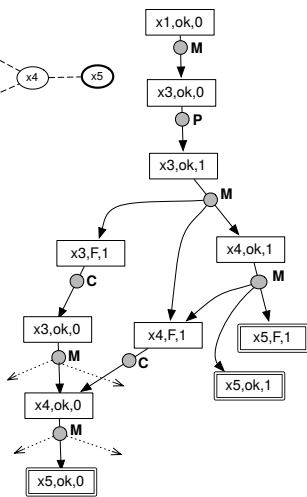 x1,ok,0
M
x4
x5
x3,ok,0
P
x3,ok,1
M
x3,F,1
x4,ok,1
C
M
x3,ok,0
x4,F,1
x5,F,1
M
C
x5,ok,1
x4,ok,0
M
x5,ok,0